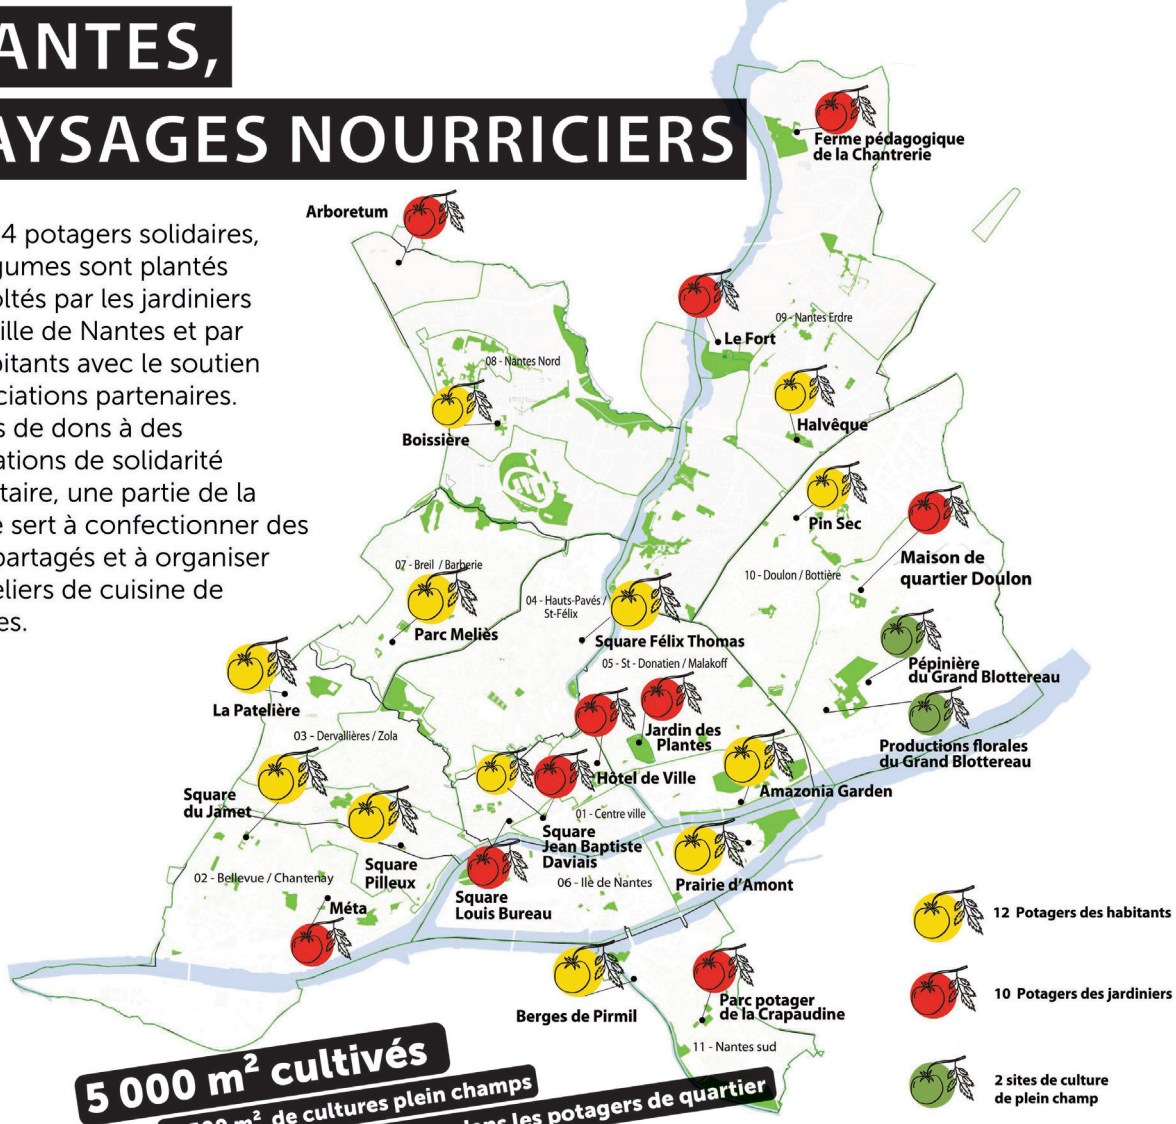 ANTES,
AYSAGES NOURRICIERS
4 potagers solidaires,
gumes sont plantés
oltés par les jardiniers
ille de Nantes et par
bitants avec le soutien
ciations partenaires.
s de dons à des
ations de solidarité
taire, une partie de la
e sert à confectionner des
partagés et à organiser
eliers de cuisine de
es.
Ferme pédagogique
de la Chantrerie
Arboretum
09 - Nantes Erdre
Le Fort
08 - Nantes Nord
Halvêque
Boissière
Pin Sec
Maison de
quartier Doulon
07 - Breil / Barberie
10 - Doulon / Bottière
04 - Hauts-Pavés /
St-Félix
Parc Meliès
Square Félix Thomas
05 - St - Donatien / Malakoff
Pépinière
du Grand Blottereau
La Patelière
03 - Dervallières / Zola
Jardin des
Plantes
Productions florales
du Grand Blottereau
Hôtel de Ville
Amazonia Garden
Square
du Jamet
01 - Centre ville
Square
Jean Baptiste
Daviais
Square
Pilleux
02 - Bellevue / Chantenay
06 - Ile de Nantes
Prairie d'Amont
Square
Louis Bureau
Méta
12 Potagers des habitants
10 Potagers des jardiniers
Berges de Pirmil
Parc potager
de la Crapaudine
11 - Nantes sud
2 sites de culture
de plein champ
5 000 m² cultivés
m² de cultures plein champs
les potagers de quartier